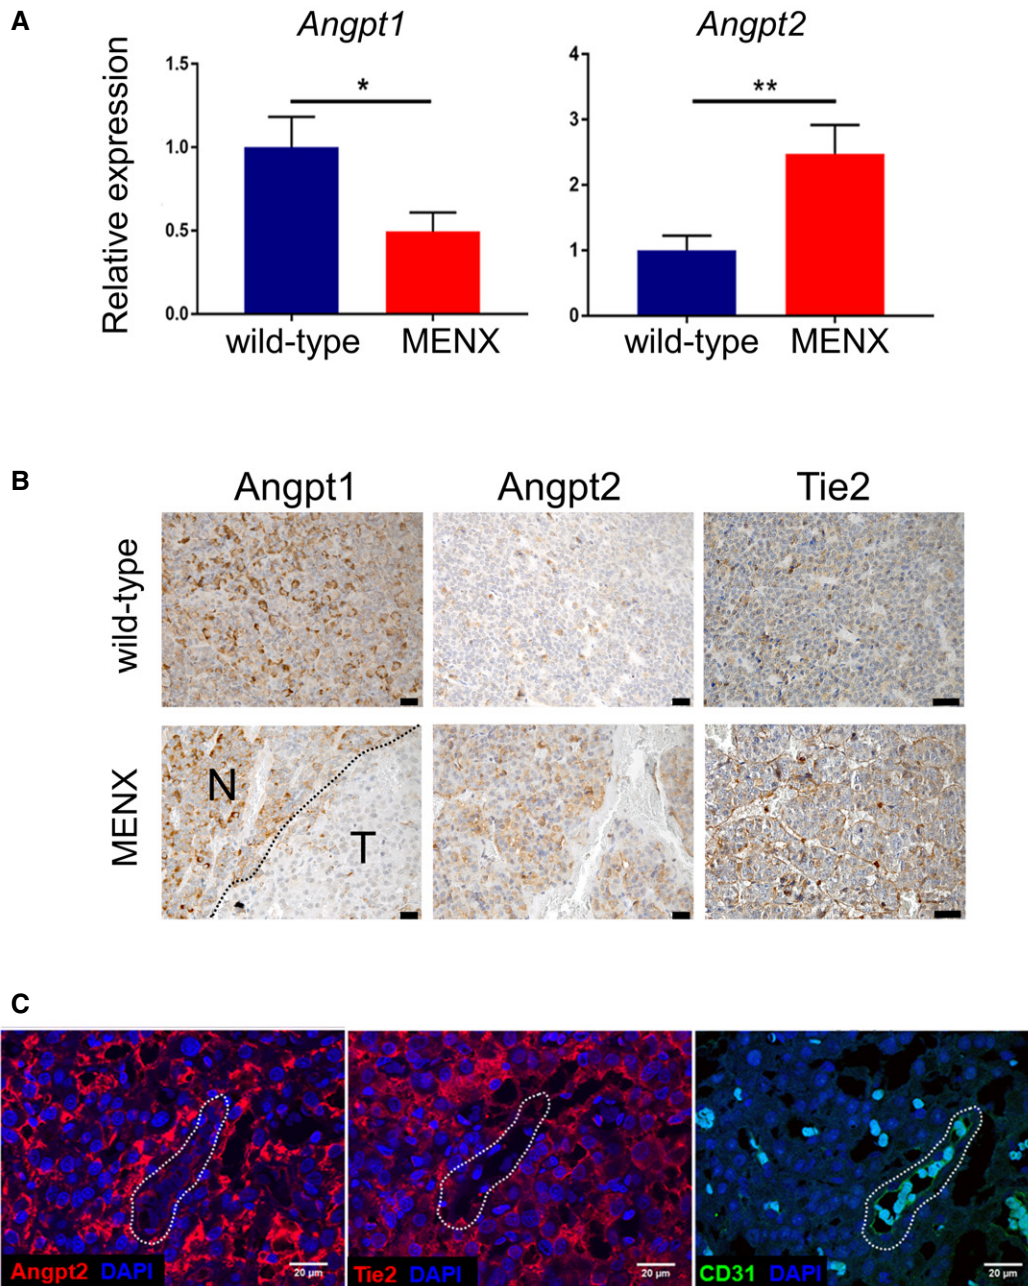 A
Angpt1
Angpt2
Relative expression
1.5
1.0
0.5
0.0
*
wild-type
MENX
4
3
2
1
0
**
wild-type
MENX
B
Angpt1
Angpt2
Tie2
wild-type
MENX
N
T
C
Angpt2 DAPI
20 µm
Tie2 DAPI
20 µm
CD31 DAPI
20 µm